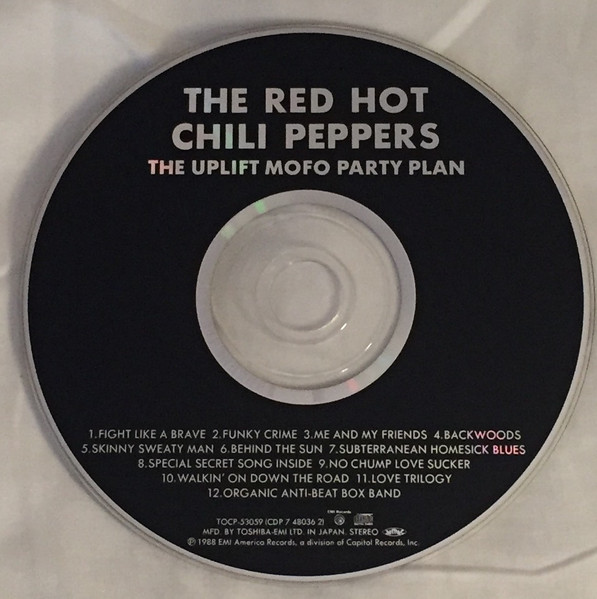 THE RED HOT
CHILI PEPPERS
THE UPLIFT MOFO PARTY PLAN
1.FIGHT LIKE A BRAVE 2.FUNKY CRIME 3.ME AND MY FRIENDS 4.BACKWOODS
5.SKINNY SWEATY MAN 6.BEHIND THE SUN 7.SUBTERRANEAN HOMESICK BLUES
8.SPECIAL SECRET SONG INSIDE 9.NO CHUMP LOVE SUCKER
10.WALKIN' ON DOWN THE ROAD 11.LOVE TRILOGY
12.ORGANIC ANTI-BEAT BOX BAND
EMI Records
TOCP-53059 (CDP 7 48036 2)
MFD. BY TOSHIBA-EMI LTD. IN JAPAN. STEREO
℗ 1988 EMI America Records, a division of Capitol Records, Inc.